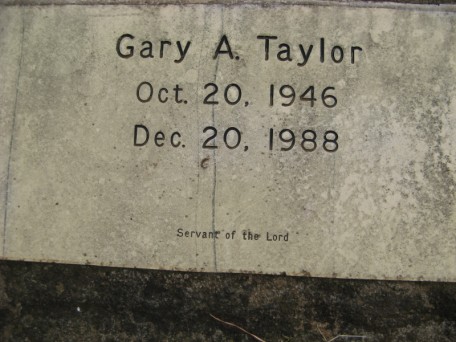 Gary A. Taylor
Oct. 20, 1946
Dec. 20, 1988
Servant of the Lord